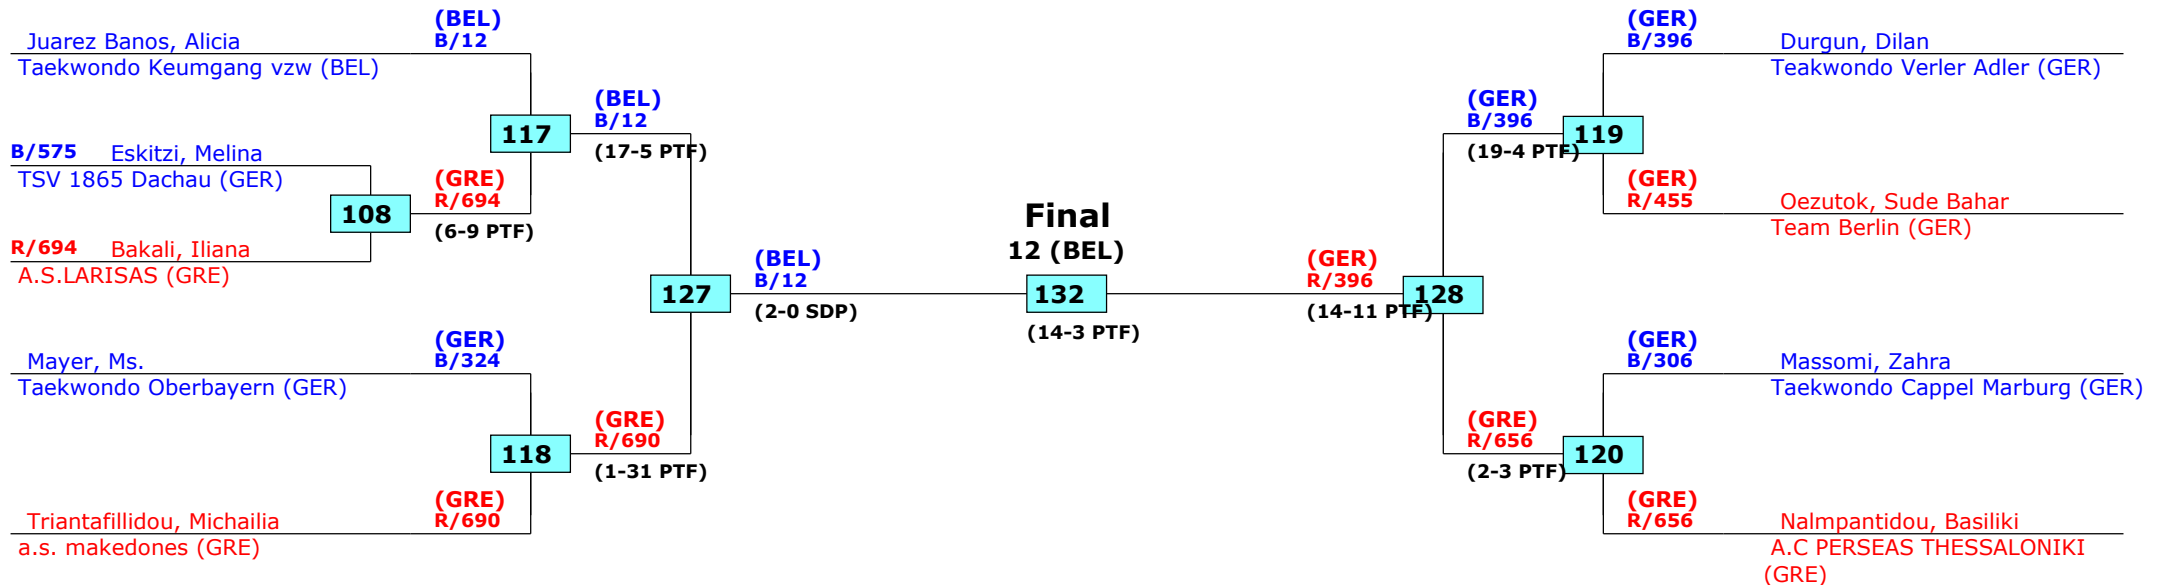 (BEL)
Juarez Banos, Alicia B/12
Taekwondo Keumgang vzw (BEL)
B/575 Eskitzi, Melina
TSV 1865 Dachau (GER)
R/694 Bakali, Iliana
A.S.LARISAS (GRE)
108
(GRE)
R/694
(6-9 PTF)
117
(BEL)
B/12
(17-5 PTF)
(GER)
Mayer, Ms. B/324
Taekwondo Oberbayern (GER)
118
(GRE)
Triantafillidou, Michailia R/690
a.s. makedones (GRE)
(GRE)
R/690
(1-31 PTF)
127
(BEL)
B/12
(2-0 SDP)
Final
12 (BEL)
132
(14-3 PTF)
(GER)
R/396
(14-11 PTF)
128
(GER)
B/396
(19-4 PTF)
119
(GER)
B/396 Durgun, Dilan
Teakwondo Verler Adler (GER)
(GER)
R/455 Oezutok, Sude Bahar
Team Berlin (GER)
(GRE)
R/656
(2-3 PTF)
120
(GER)
B/306 Massomi, Zahra
Taekwondo Cappel Marburg (GER)
(GRE)
R/656 Nalmpantidou, Basiliki
A.C PERSEAS THESSALONIKI
(GRE)